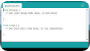 void setup() {
// put your setup code here, to run once:
}
void loop() {
// put your main code here, to run repeatedly:
}